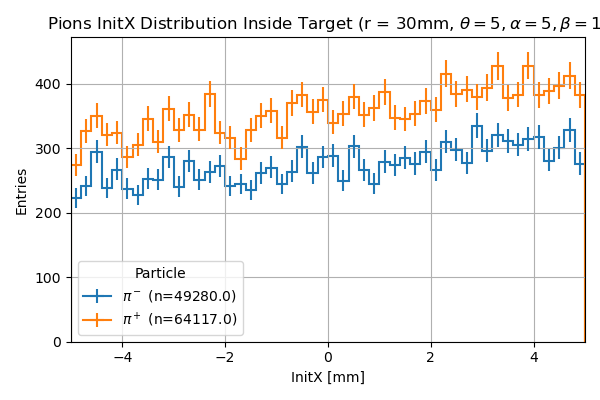 Pions InitX Distribution Inside Target (r = 30mm, θ = 5, α = 5, β = 1
Entries
400
300
200
100
0
Particle
π⁻ (n=49280.0)
π⁺ (n=64117.0)
−4 −2 0 2 4
InitX [mm]